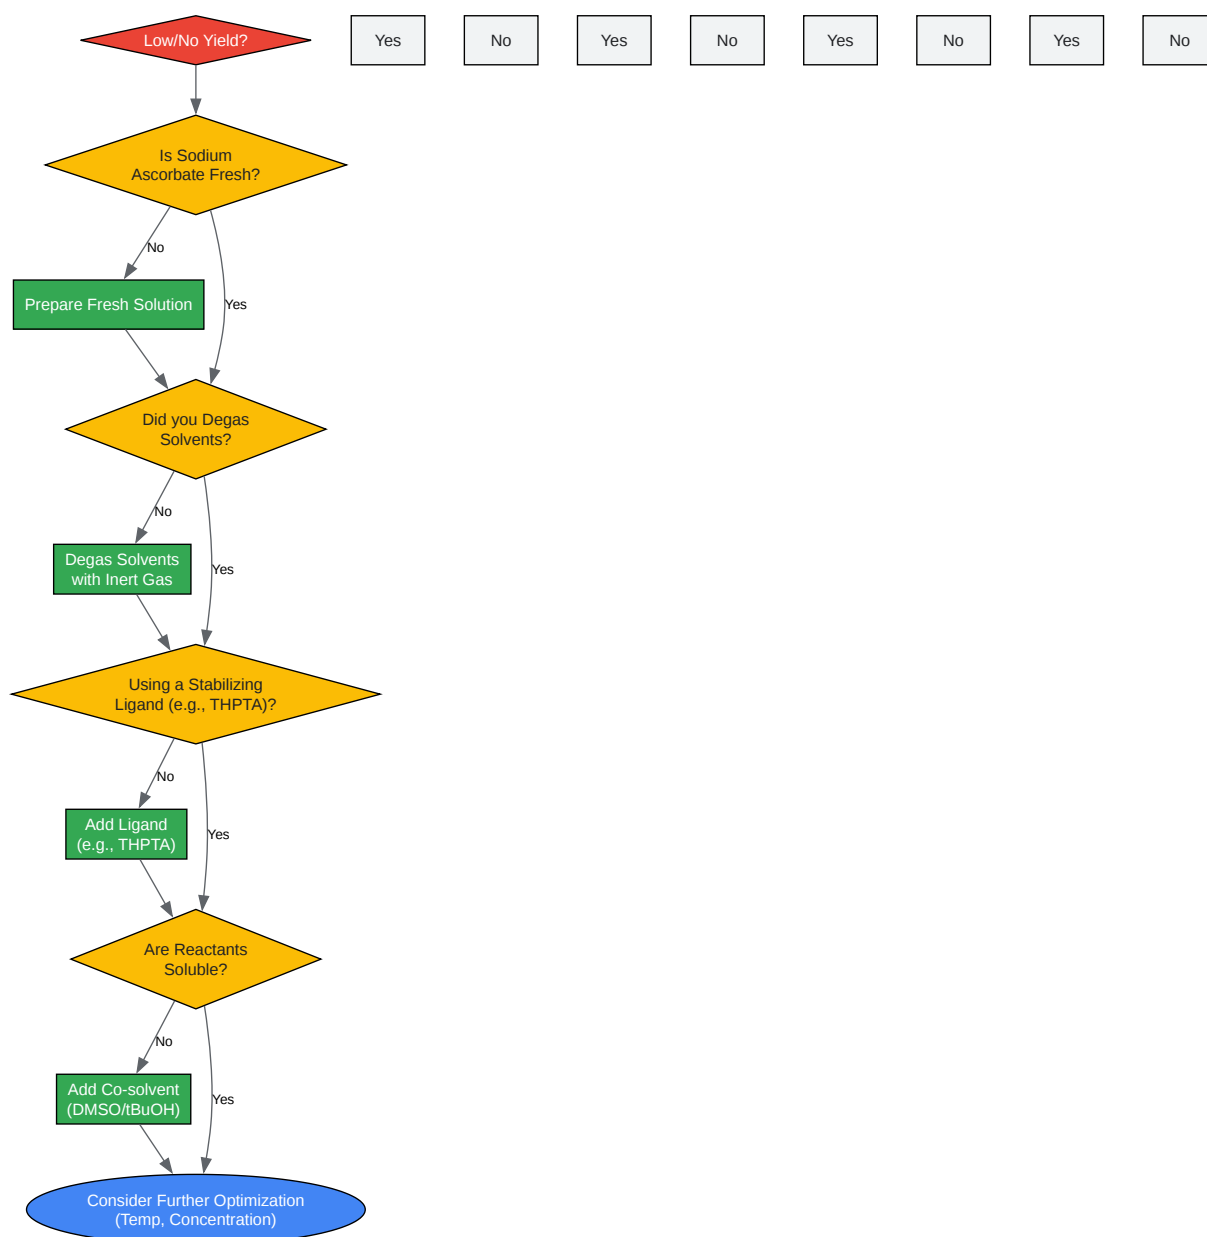 Low/No Yield?
Yes
No
Yes
No
Yes
No
Yes
No
Is Sodium
Ascorbate Fresh?
No
Prepare Fresh Solution
Yes
Did you Degas
Solvents?
No
Degas Solvents
with Inert Gas
Yes
Using a Stabilizing
Ligand (e.g., THPTA)?
No
Add Ligand
(e.g., THPTA)
Yes
Are Reactants
Soluble?
No
Add Co-solvent
(DMSO/tBuOH)
Yes
Consider Further Optimization
(Temp, Concentration)